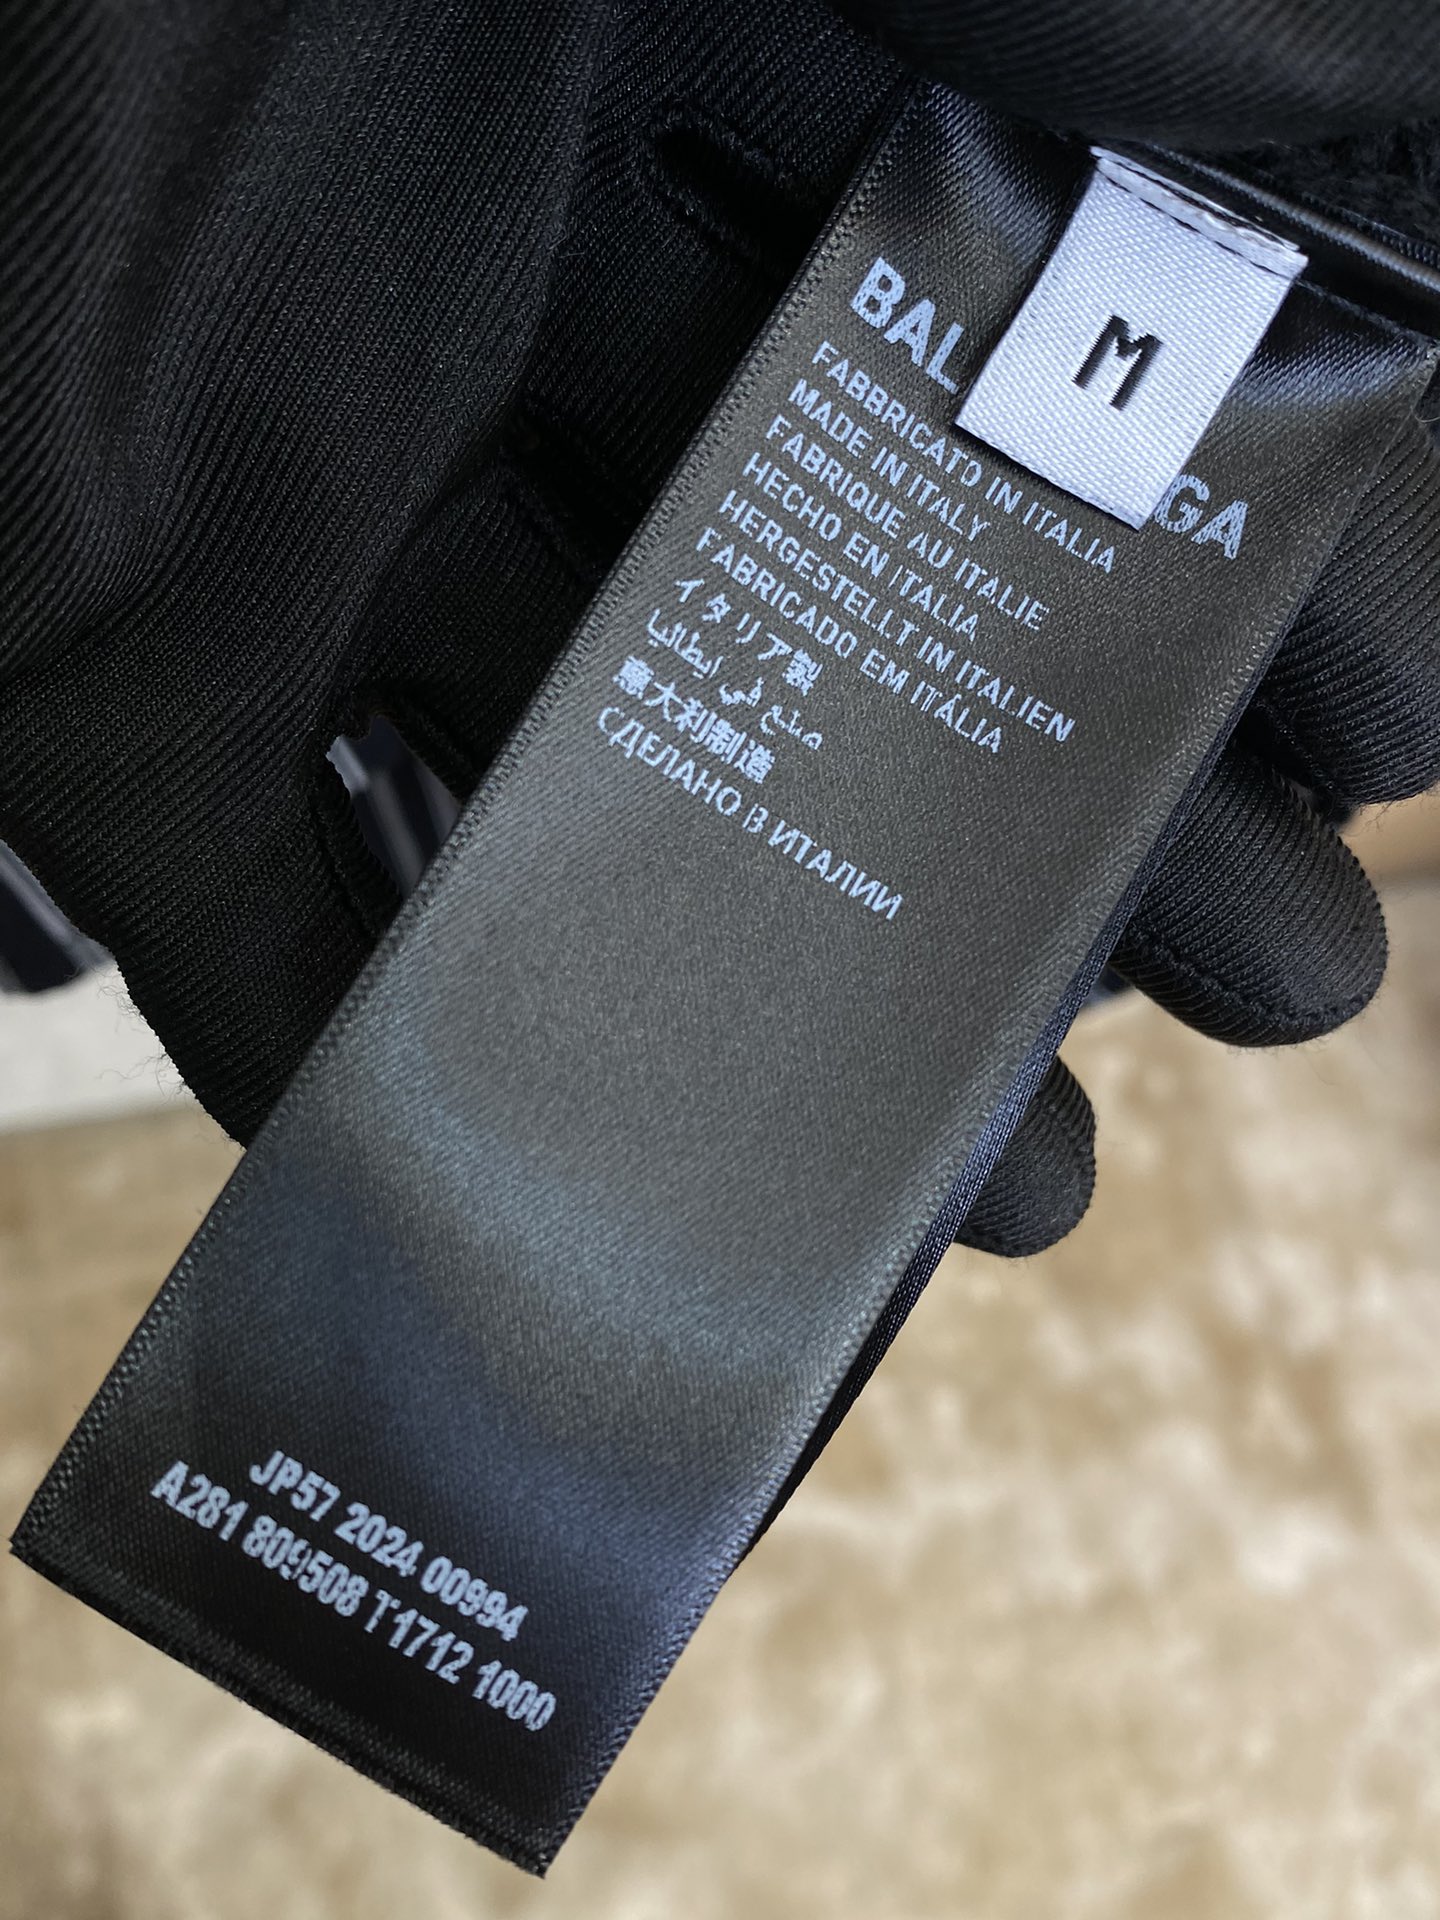 M
BAL GA
FABBRICATO IN ITALIA
MADE IN ITALY
FABRIQUE AU ITALIE
HECHO EN ITALIA
HERGESTELLT IN ITALIEN
FABRICADO EM ITÁLIA
イタリア製
صنع في ايطاليا
意大利制造
СДЕЛАНО В ИТАЛИИ
JP57 2024 00994
A281 809508 T1712 1000